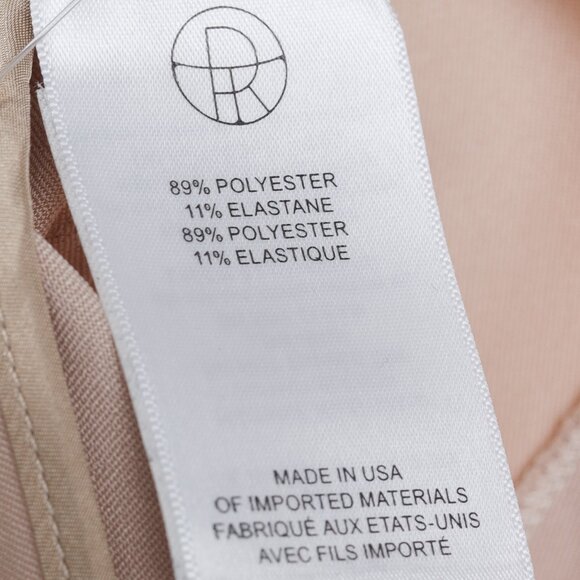 89% POLYESTER
11% ELASTANE
89% POLYESTER
11% ELASTIQUE
MADE IN USA
OF IMPORTED MATERIALS
FABRIQUÉ AUX ETATS-UNIS
AVEC FILS IMPORTÉ